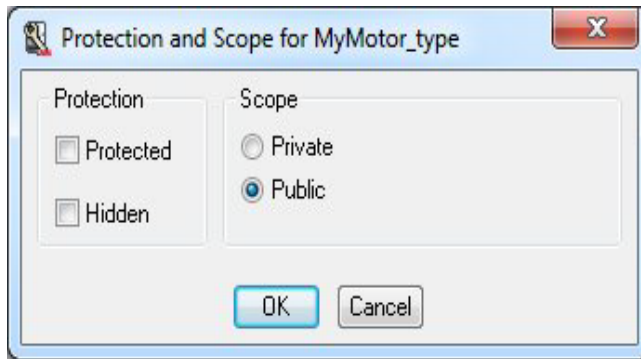 Protection and Scope for MyMotor_type
Protection
Scope
Protected
Private
Hidden
Public
OK
Cancel